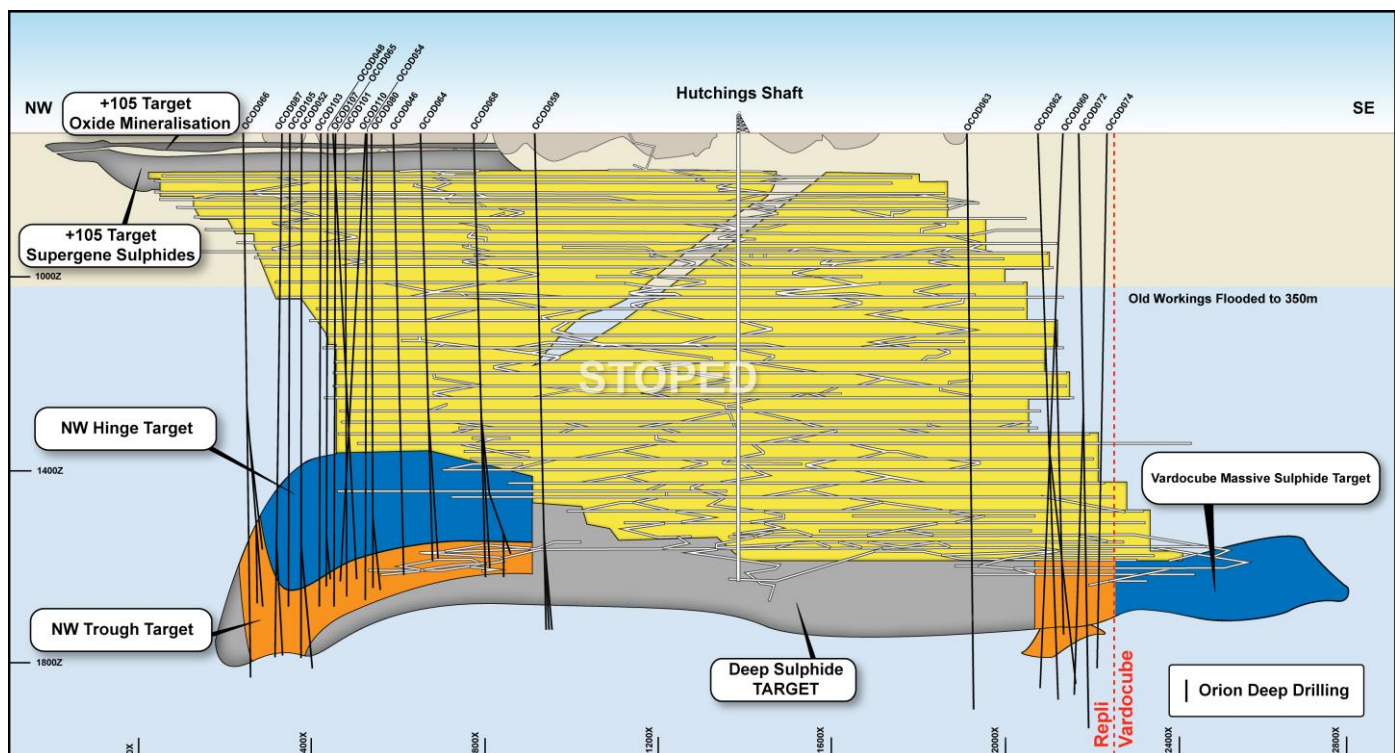 OCOD048
OCOD065
OCOD054
OCOD066
OCOD087
OCOD105
OCOD052
OCOD103
OCOD107
OCOD101
OCOD110
OCOD080
OCOD046
OCOD064
OCOD068
OCOD059
OCOD063
OCOD062
OCOD060
OCOD072
OCOD074
NW
Hutchings Shaft
SE
+105 Target
Oxide Mineralisation
+105 Target
Supergene Sulphides
1000Z
Old Workings Flooded to 350m
STOPED
NW Hinge Target
1400Z
Vardocube Massive Sulphide Target
NW Trough Target
1800Z
Deep Sulphide
TARGET
Repli
Vardocube
Orion Deep Drilling
0X
400X
800X
1200X
1600X
2000X
2400X
2800X